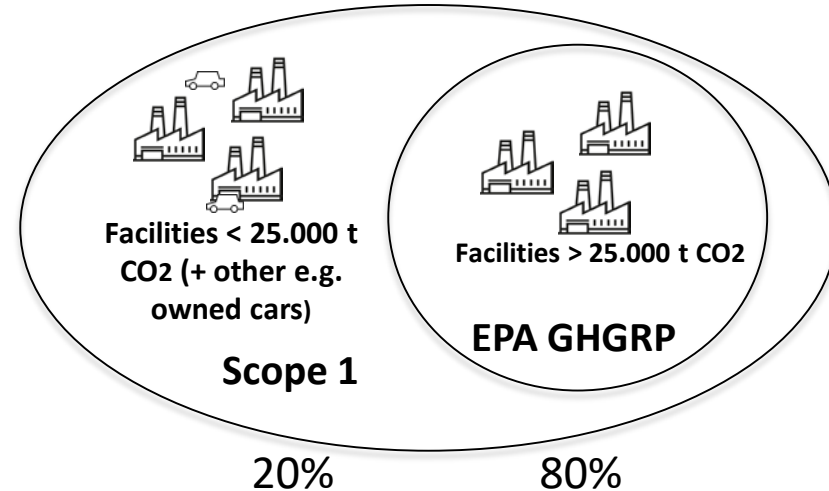 Facilities < 25.000 t
CO2 (+ other e.g.
owned cars)
Scope 1
Facilities > 25.000 t CO2
EPA GHGRP
20%
80%